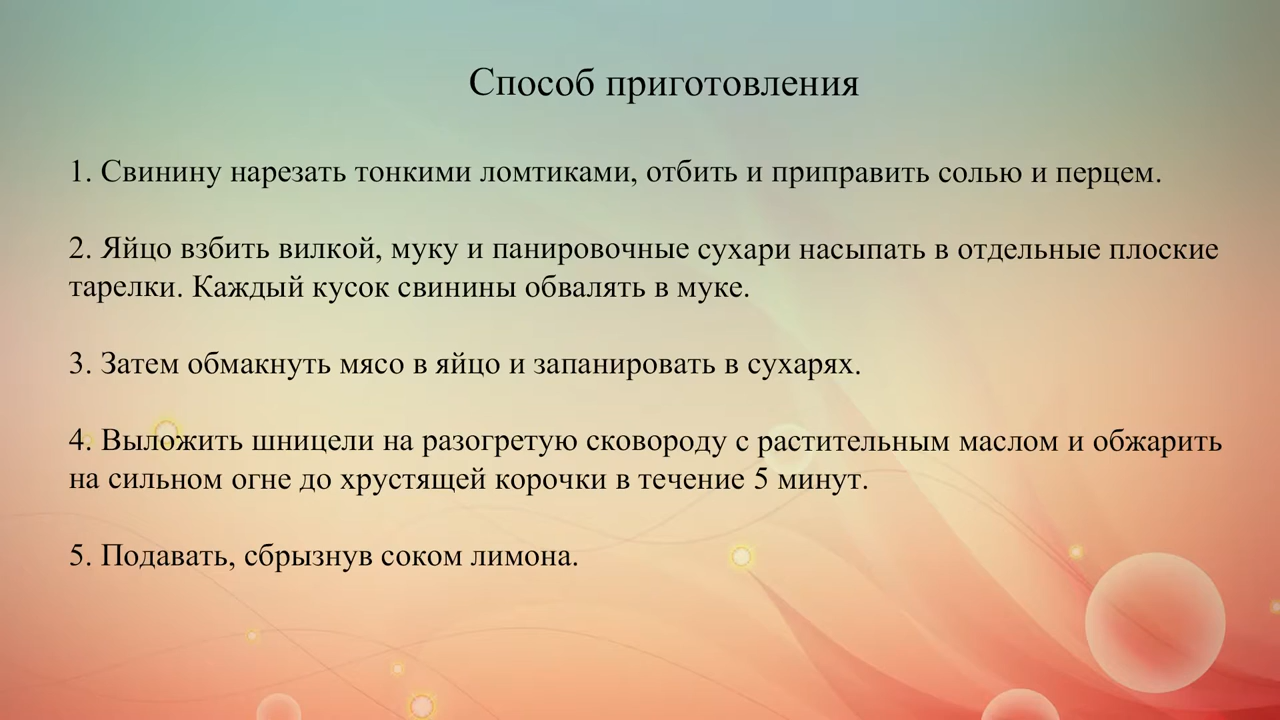 Способ приготовления
1. Свинину нарезать тонкими ломтиками, отбить и приправить солью и перцем.
2. Яйцо взбить вилкой, муку и панировочные сухари насыпать в отдельные плоские
тарелки. Каждый кусок свинины обвалять в муке.
3. Затем обмакнуть мясо в яйцо и запанировать в сухарях.
4. Выложить шницели на разогретую сковороду с растительным маслом и обжарить
на сильном огне до хрустящей корочки в течение 5 минут.
5. Подавать, сбрызнув соком лимона.